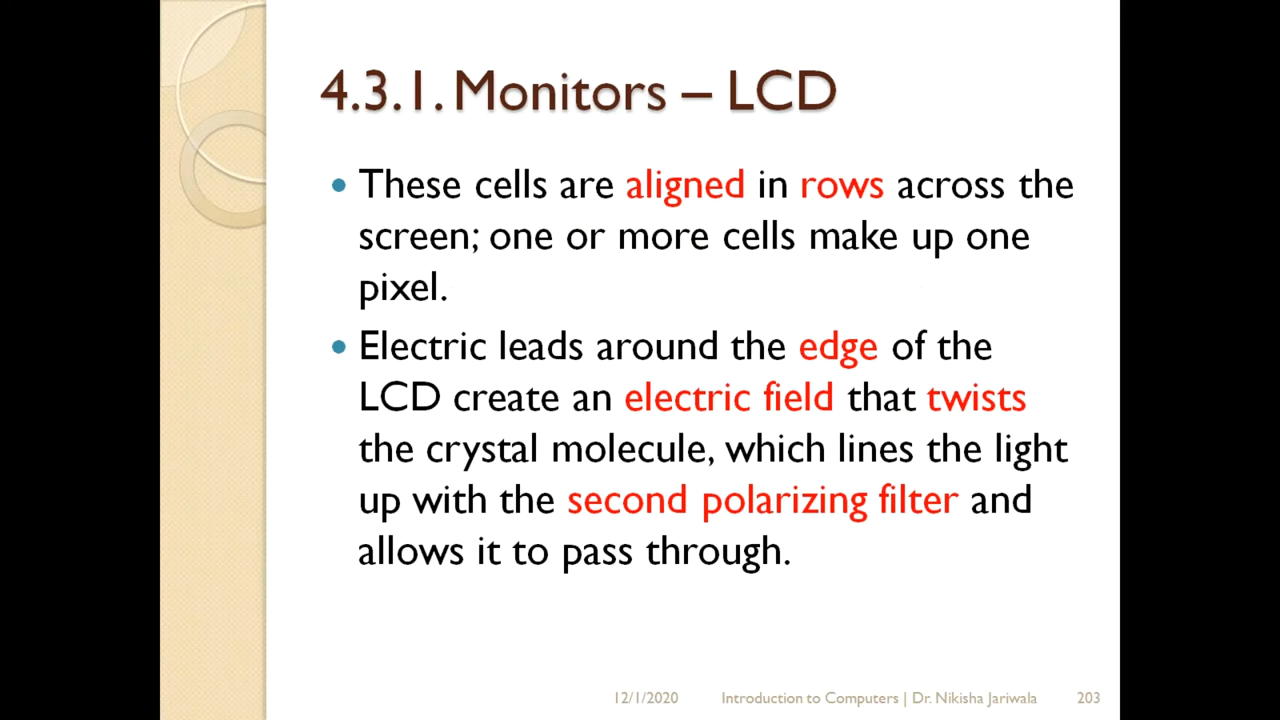 4.3.1. Monitors – LCD
• These cells are aligned in rows across the
screen; one or more cells make up one
pixel.
• Electric leads around the edge of the
LCD create an electric field that twists
the crystal molecule, which lines the light
up with the second polarizing filter and
allows it to pass through.
12/1/2020 Introduction to Computers | Dr. Nikisha Jariwala 203